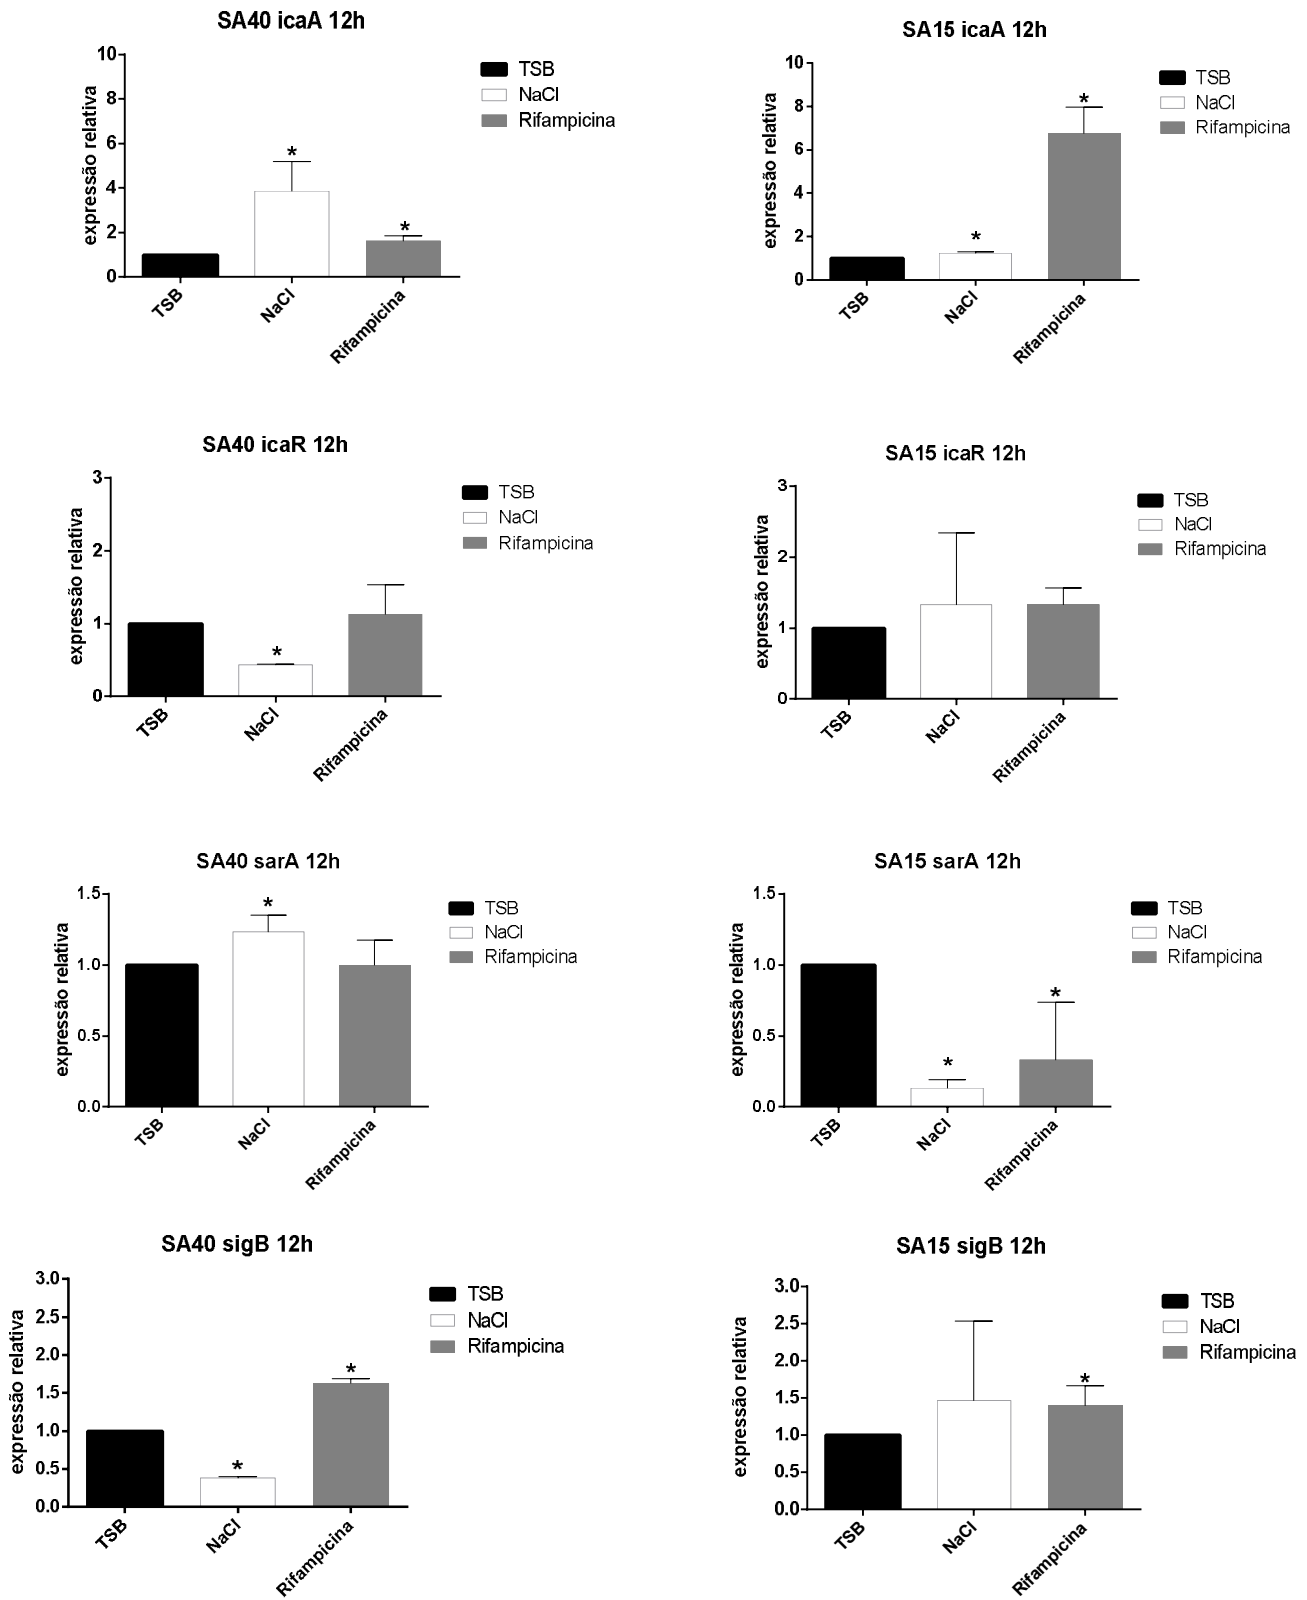 SA40 icaA 12h
expressão relativa
10
8
6
4
2
0
*
*
TSB
NaCl
Rifampicina
TSB
NaCl
Rifampicina
SA15 icaA 12h
expressão relativa
10
8
6
4
2
0
*
*
TSB
NaCl
Rifampicina
TSB
NaCl
Rifampicina
SA40 icaR 12h
expressão relativa
3
2
1
0
*
TSB
NaCl
Rifampicina
TSB
NaCl
Rifampicina
SA15 icaR 12h
expressão relativa
3
2
1
0
TSB
NaCl
Rifampicina
TSB
NaCl
Rifampicina
SA40 sarA 12h
expressão relativa
1.5
1.0
0.5
0.0
*
TSB
NaCl
Rifampicina
TSB
NaCl
Rifampicina
SA15 sarA 12h
expressão relativa
1.5
1.0
0.5
0.0
*
*
TSB
NaCl
Rifampicina
TSB
NaCl
Rifampicina
SA40 sigB 12h
expressão relativa
3.0
2.5
2.0
1.5
1.0
0.5
0.0
*
*
TSB
NaCl
Rifampicina
TSB
NaCl
Rifampicina
SA15 sigB 12h
expressão relativa
3.0
2.5
2.0
1.5
1.0
0.5
0.0
*
TSB
NaCl
Rifampicina
TSB
NaCl
Rifampicina